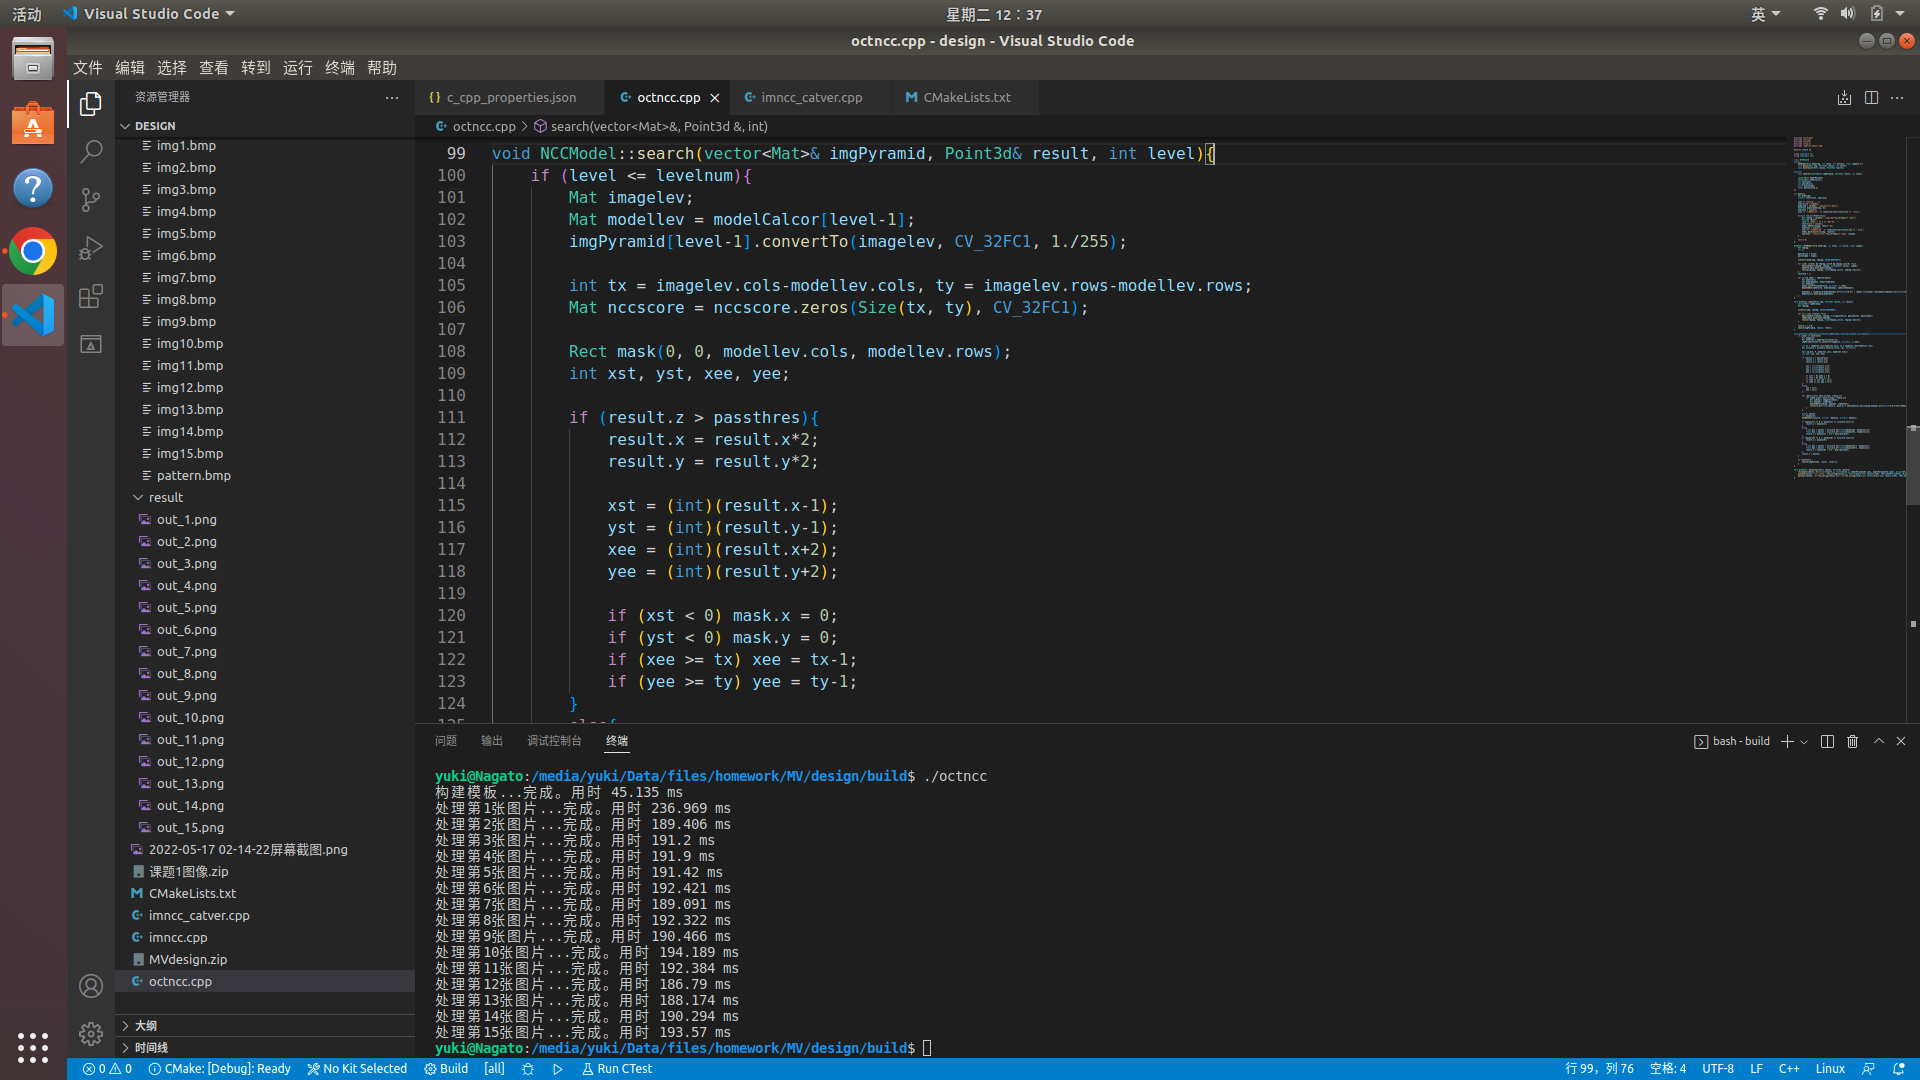 活动
Visual Studio Code
星期二 12：37
英
octncc.cpp - design - Visual Studio Code
文件 编辑 选择 查看 转到 运行 终端 帮助
资源管理器
DESIGN
img1.bmp
img2.bmp
img3.bmp
img4.bmp
img5.bmp
img6.bmp
img7.bmp
img8.bmp
img9.bmp
img10.bmp
img11.bmp
img12.bmp
img13.bmp
img14.bmp
img15.bmp
pattern.bmp
result
out_1.png
out_2.png
out_3.png
out_4.png
out_5.png
out_6.png
out_7.png
out_8.png
out_9.png
out_10.png
out_11.png
out_12.png
out_13.png
out_14.png
out_15.png
2022-05-17 02-14-22屏幕截图.png
课题1图像.zip
CMakeLists.txt
imncc_catver.cpp
imncc.cpp
MVdesign.zip
octncc.cpp
大纲
时间线
c_cpp_properties.json
octncc.cpp
imncc_catver.cpp
CMakeLists.txt
octncc.cpp > search(vector<Mat>&, Point3d &, int)
99 void NCCModel::search(vector<Mat>& imgPyramid, Point3d& result, int level){
100 if (level <= levelnum){
101 Mat imagelev;
102 Mat modellev = modelCalcor[level-1];
103 imgPyramid[level-1].convertTo(imagelev, CV_32FC1, 1./255);
104
105 int tx = imagelev.cols-modellev.cols, ty = imagelev.rows-modellev.rows;
106 Mat nccscore = nccscore.zeros(Size(tx, ty), CV_32FC1);
107
108 Rect mask(0, 0, modellev.cols, modellev.rows);
109 int xst, yst, xee, yee;
110
111 if (result.z > passthres){
112 result.x = result.x*2;
113 result.y = result.y*2;
114
115 xst = (int)(result.x-1);
116 yst = (int)(result.y-1);
117 xee = (int)(result.x+2);
118 yee = (int)(result.y+2);
119
120 if (xst < 0) mask.x = 0;
121 if (yst < 0) mask.y = 0;
122 if (xee >= tx) xee = tx-1;
123 if (yee >= ty) yee = ty-1;
124 }
125 else{
问题 输出 调试控制台 终端
bash - build
yuki@Nagato:/media/yuki/Data/files/homework/MV/design/build$ ./octncc
构建模板...完成。用时 45.135 ms
处理第1张图片...完成。用时 236.969 ms
处理第2张图片...完成。用时 189.406 ms
处理第3张图片...完成。用时 191.2 ms
处理第4张图片...完成。用时 191.9 ms
处理第5张图片...完成。用时 191.42 ms
处理第6张图片...完成。用时 192.421 ms
处理第7张图片...完成。用时 189.091 ms
处理第8张图片...完成。用时 192.322 ms
处理第9张图片...完成。用时 190.466 ms
处理第10张图片...完成。用时 194.189 ms
处理第11张图片...完成。用时 192.384 ms
处理第12张图片...完成。用时 186.79 ms
处理第13张图片...完成。用时 188.174 ms
处理第14张图片...完成。用时 190.294 ms
处理第15张图片...完成。用时 193.57 ms
yuki@Nagato:/media/yuki/Data/files/homework/MV/design/build$
0 0 CMake: [Debug]: Ready No Kit Selected Build [all] Run CTest
行 99，列 76 空格: 4 UTF-8 LF C++ Linux